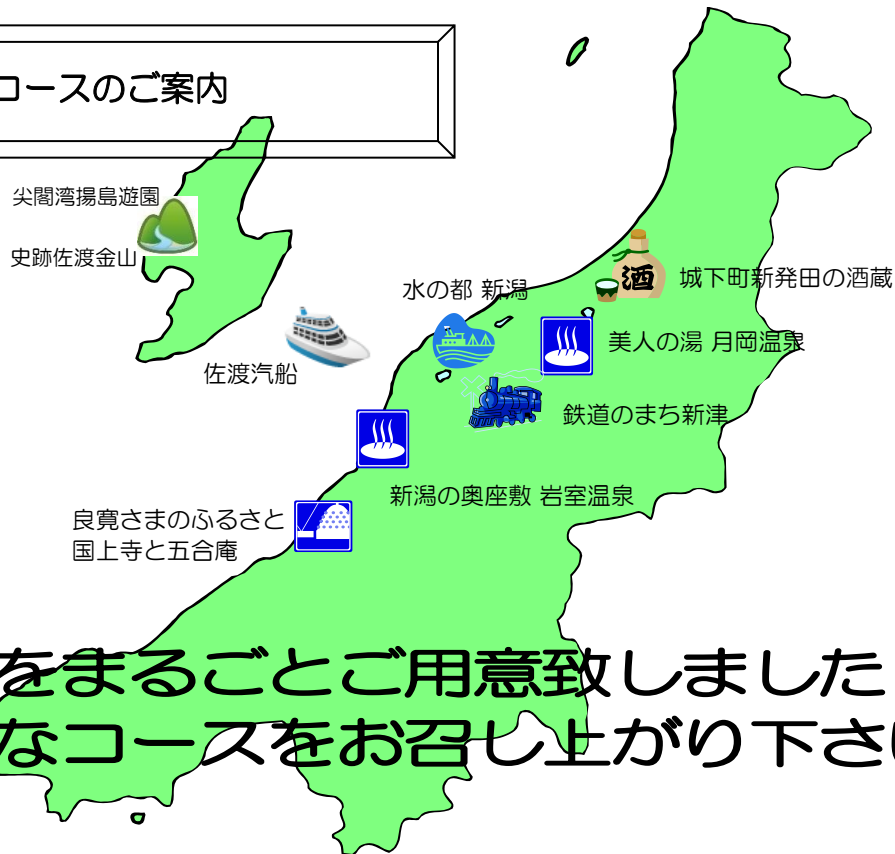 コースのご案内
尖閣湾揚島遊園
史跡佐渡金山
水の都 新潟
酒
城下町新発田の酒蔵
美人の湯 月岡温泉
佐渡汽船
鉄道のまち新津
新潟の奥座敷 岩室温泉
良寛さまのふるさと
国上寺と五合庵
をまるごとご用意致しました
なコースをお召し上がり下さい